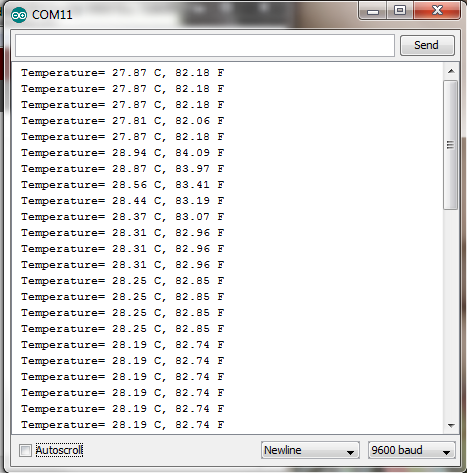 COM11
Send
Temperature= 27.87 C, 82.18 F
Temperature= 27.87 C, 82.18 F
Temperature= 27.87 C, 82.18 F
Temperature= 27.81 C, 82.06 F
Temperature= 27.87 C, 82.18 F
Temperature= 28.94 C, 84.09 F
Temperature= 28.87 C, 83.97 F
Temperature= 28.56 C, 83.41 F
Temperature= 28.44 C, 83.19 F
Temperature= 28.37 C, 83.07 F
Temperature= 28.31 C, 82.96 F
Temperature= 28.31 C, 82.96 F
Temperature= 28.31 C, 82.96 F
Temperature= 28.25 C, 82.85 F
Temperature= 28.25 C, 82.85 F
Temperature= 28.25 C, 82.85 F
Temperature= 28.25 C, 82.85 F
Temperature= 28.19 C, 82.74 F
Temperature= 28.19 C, 82.74 F
Temperature= 28.19 C, 82.74 F
Temperature= 28.19 C, 82.74 F
Temperature= 28.19 C, 82.74 F
Autoscroll Newline 9600 baud